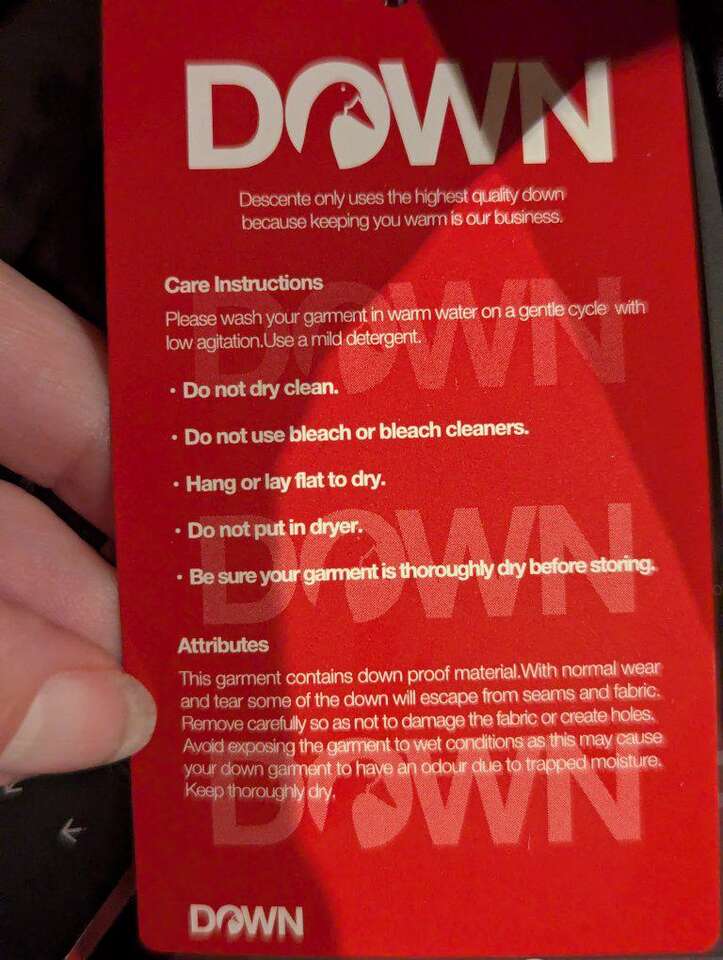 DOWN
Descente only uses the highest quality down
because keeping you warm is our business.
Care Instructions
Please wash your garment in warm water on a gentle cycle with
low agitation.Use a mild detergent.
• Do not dry clean.
• Do not use bleach or bleach cleaners.
• Hang or lay flat to dry.
• Do not put in dryer.
• Be sure your garment is thoroughly dry before storing.
Attributes
This garment contains down proof material.With normal wear
and tear some of the down will escape from seams and fabric.
Remove carefully so as not to damage the fabric or create holes.
Avoid exposing the garment to wet conditions as this may cause
your down garment to have an odour due to trapped moisture.
Keep thoroughly dry.
DOWN
DOWN
DOWN
DOWN